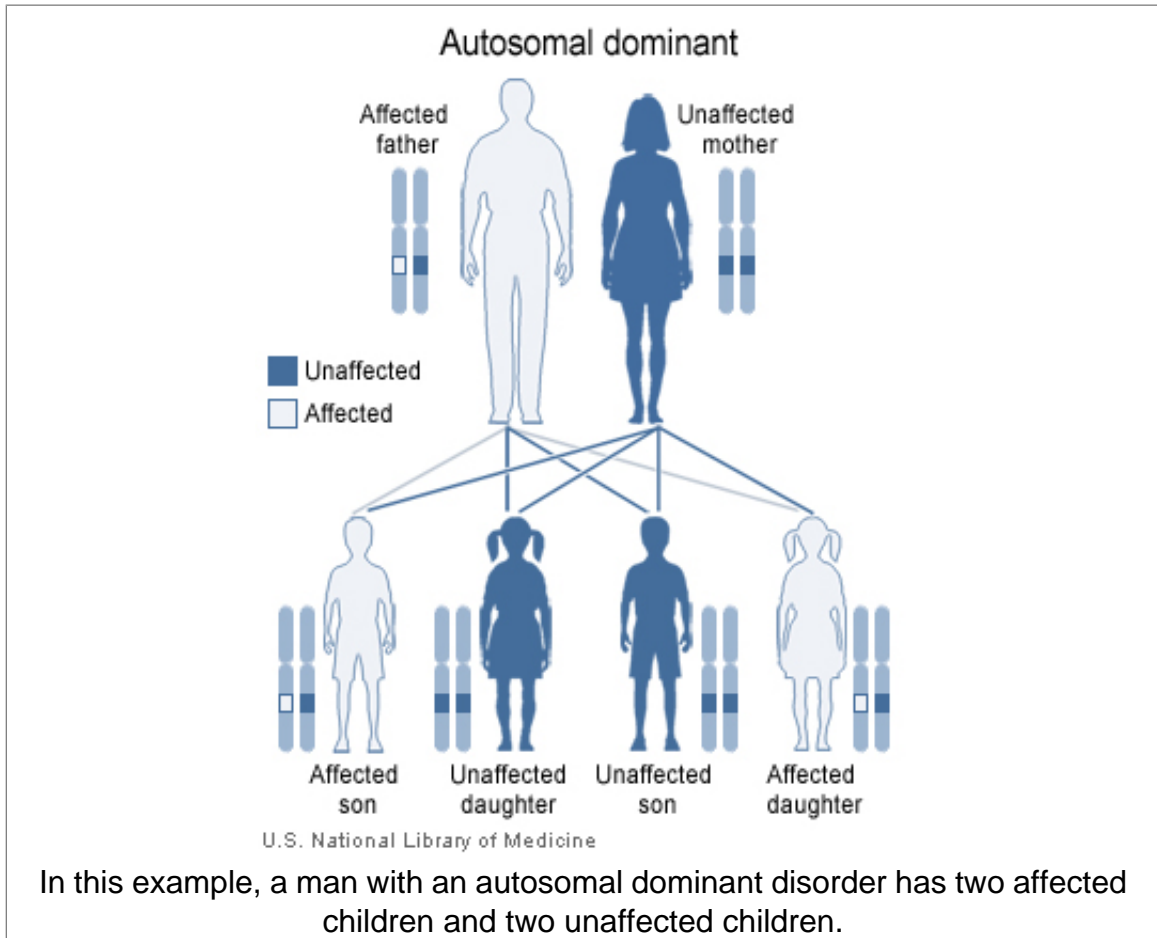 Autosomal dominant
Affected
father
Unaffected
mother
Unaffected
Affected
Affected
son
Unaffected
daughter
Unaffected
son
Affected
daughter
U.S. National Library of Medicine
In this example, a man with an autosomal dominant disorder has two affected
children and two unaffected children.